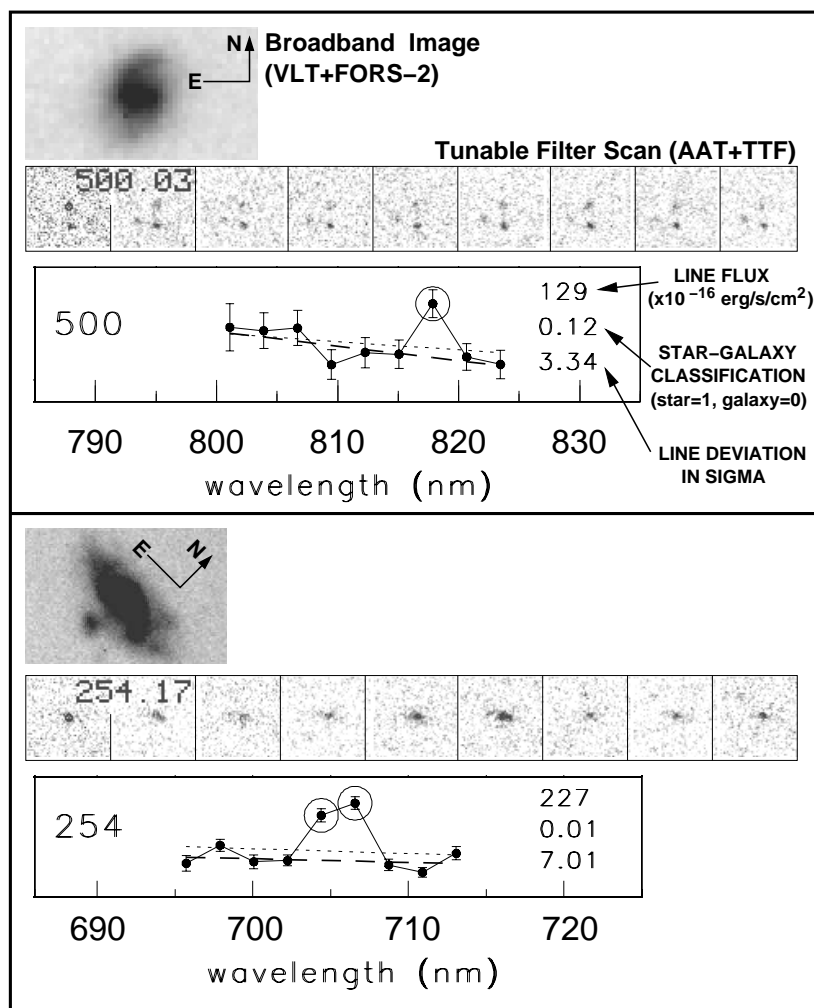 N
Broadband Image
E
(VLT+FORS−2)
Tunable Filter Scan (AAT+TTF)
500.03
500
129
0.12
3.34
LINE FLUX
(x10 −16 erg/s/cm2)
STAR−GALAXY
CLASSIFICATION
(star=1, galaxy=0)
LINE DEVIATION
IN SIGMA
790 800 810 820 830
wavelength (nm)
E N
254.17
254
227
0.01
7.01
690 700 710 720
wavelength (nm)